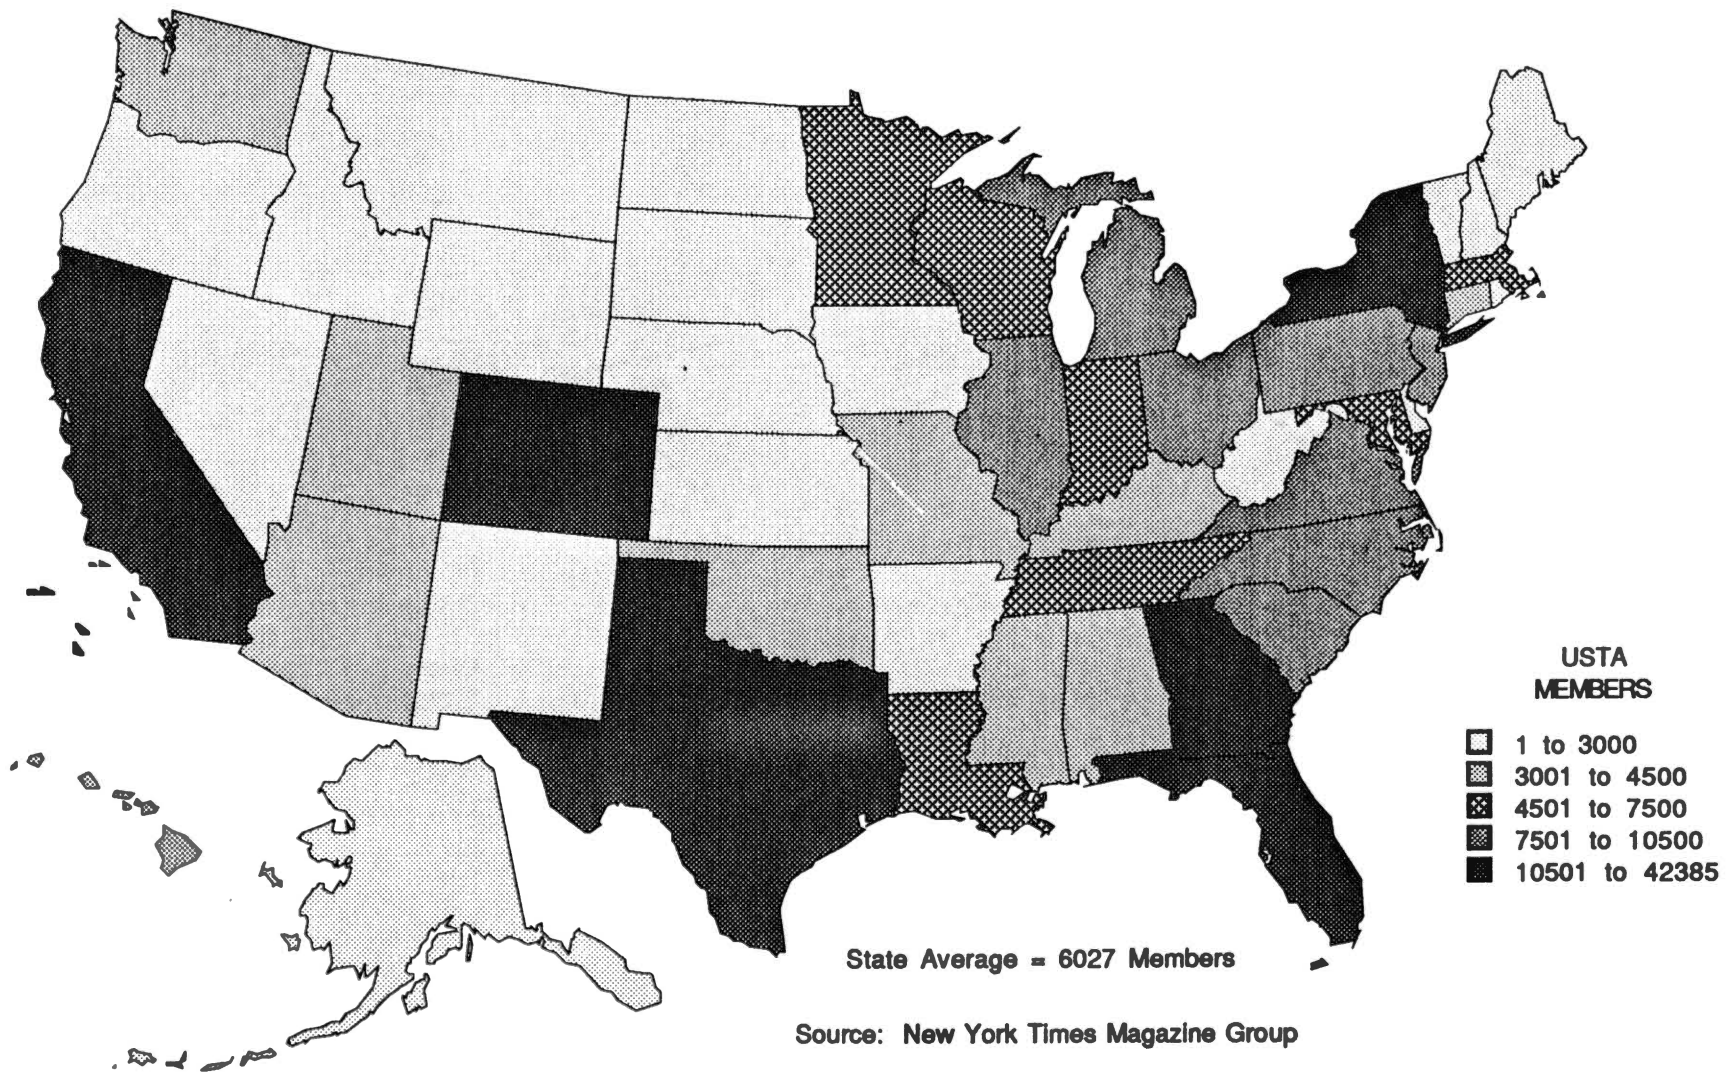 USTA
MEMBERS
1 to 3000
3001 to 4500
4501 to 7500
7501 to 10500
10501 to 42385
State Average = 6027 Members
Source: New York Times Magazine Group